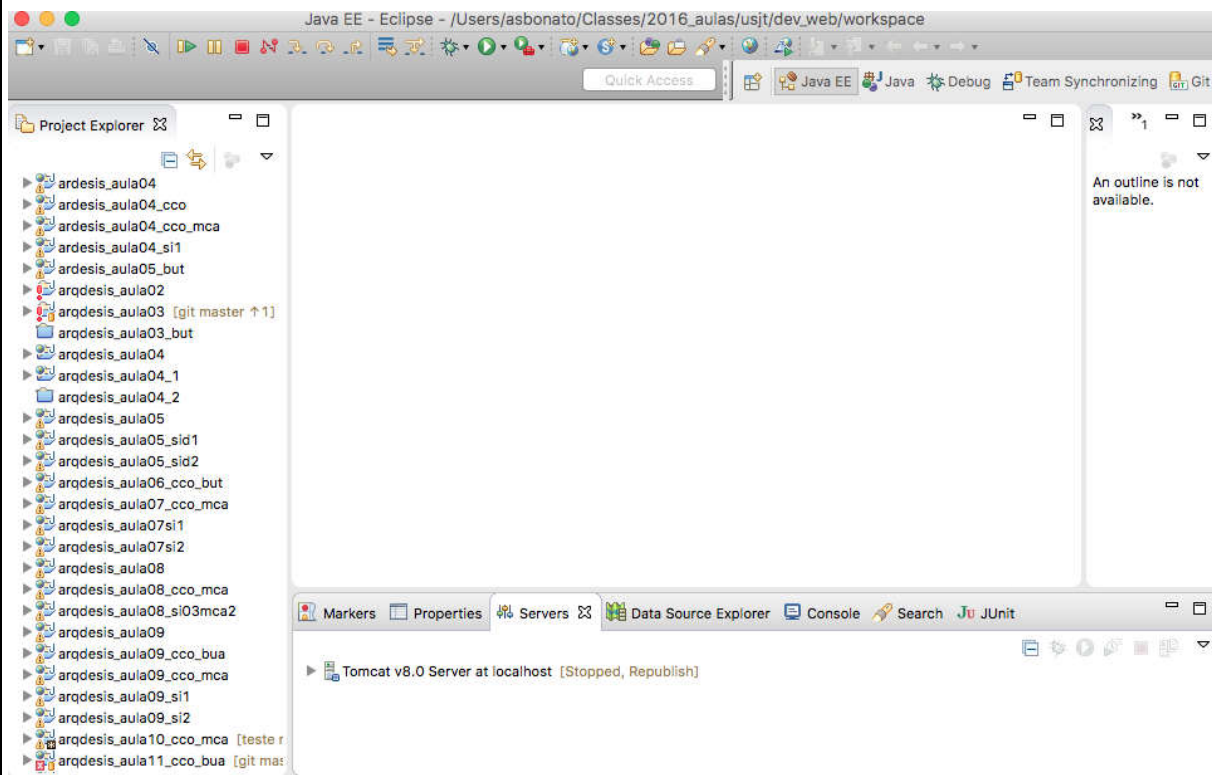 Java EE - Eclipse - /Users/asbonato/Classes/2016_aulas/usjt/dev_web/workspace
Quick Access
Java EE Java Debug Team Synchronizing Git
Project Explorer
ardesis_aula04
ardesis_aula04_cco
ardesis_aula04_cco_mca
ardesis_aula04_si1
ardesis_aula05_but
arqdesis_aula02
arqdesis_aula03 [git master ↑1]
arqdesis_aula03_but
arqdesis_aula04
arqdesis_aula04_1
arqdesis_aula04_2
arqdesis_aula05
arqdesis_aula05_sid1
arqdesis_aula05_sid2
arqdesis_aula06_cco_but
arqdesis_aula07_cco_mca
arqdesis_aula07si1
arqdesis_aula07si2
arqdesis_aula08
arqdesis_aula08_cco_mca
arqdesis_aula08_si03mca2
arqdesis_aula09
arqdesis_aula09_cco_bua
arqdesis_aula09_cco_mca
arqdesis_aula09_si1
arqdesis_aula09_si2
arqdesis_aula10_cco_mca [teste r
arqdesis_aula11_cco_bua [git mas
1
An outline is not
available.
Markers Properties Servers Data Source Explorer Console Search JUnit
Tomcat v8.0 Server at localhost [Stopped, Republish]